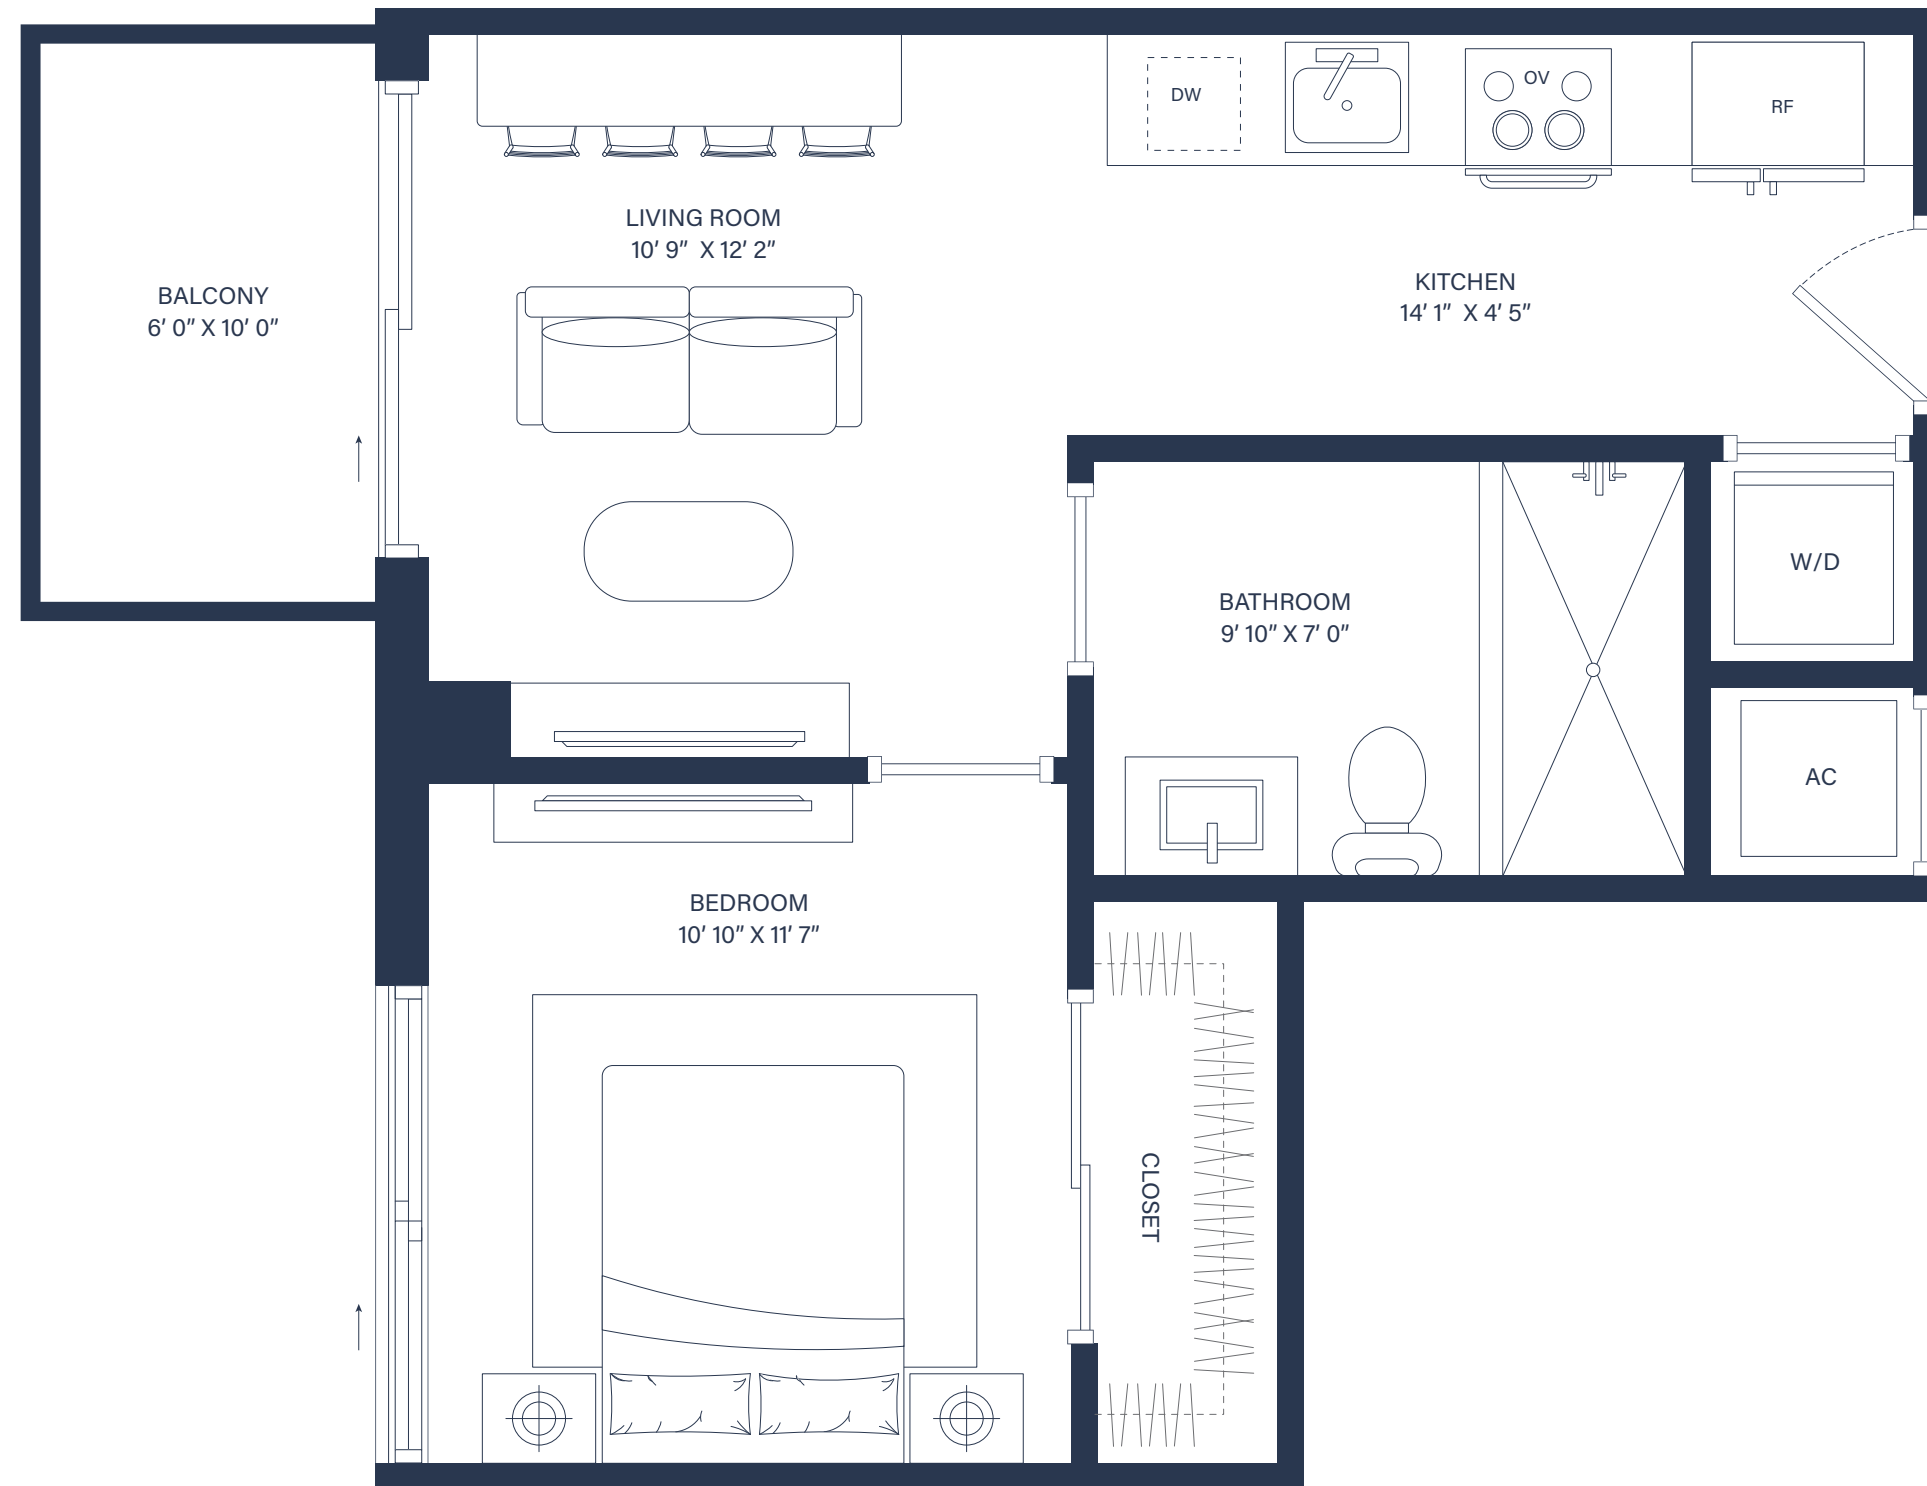 DW
OV
RF
LIVING ROOM
10′ 9″ X 12′ 2″
BALCONY
6′ 0″ X 10′ 0″
KITCHEN
14′ 1″ X 4′ 5″
W/D
BATHROOM
9′ 10″ X 7′ 0″
AC
BEDROOM
10′ 10″ X 11′ 7″
CLOSET